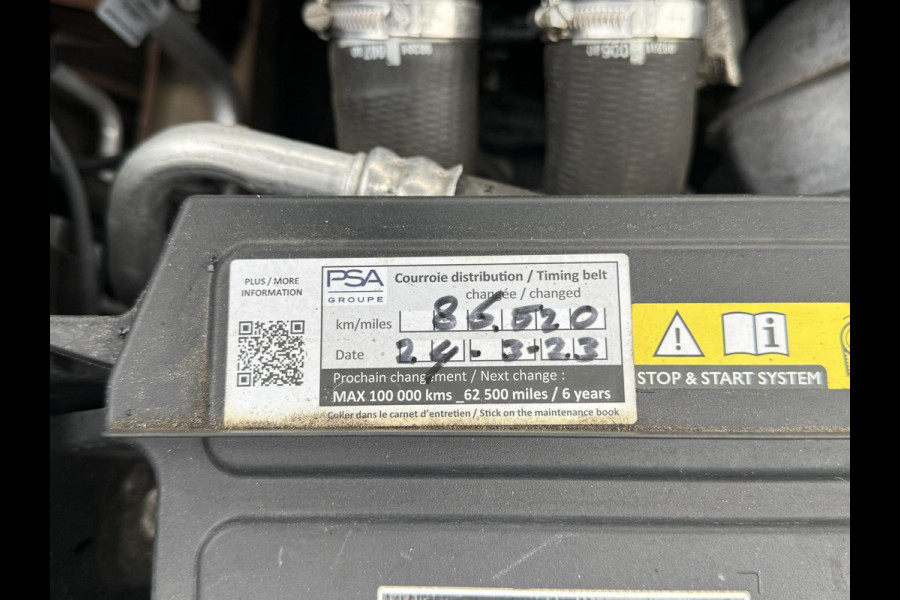 PLUS / MORE
INFORMATION
PSA
GROUPE
Courroie distribution / Timing belt
changée / changed
km/miles 86,520
Date 24.3.23
Prochain changement / Next change :
MAX 100 000 kms _62 500 miles / 6 years
Coller dans le carnet d'entretien / Stick on the maintenance book
STOP & START SYSTEM